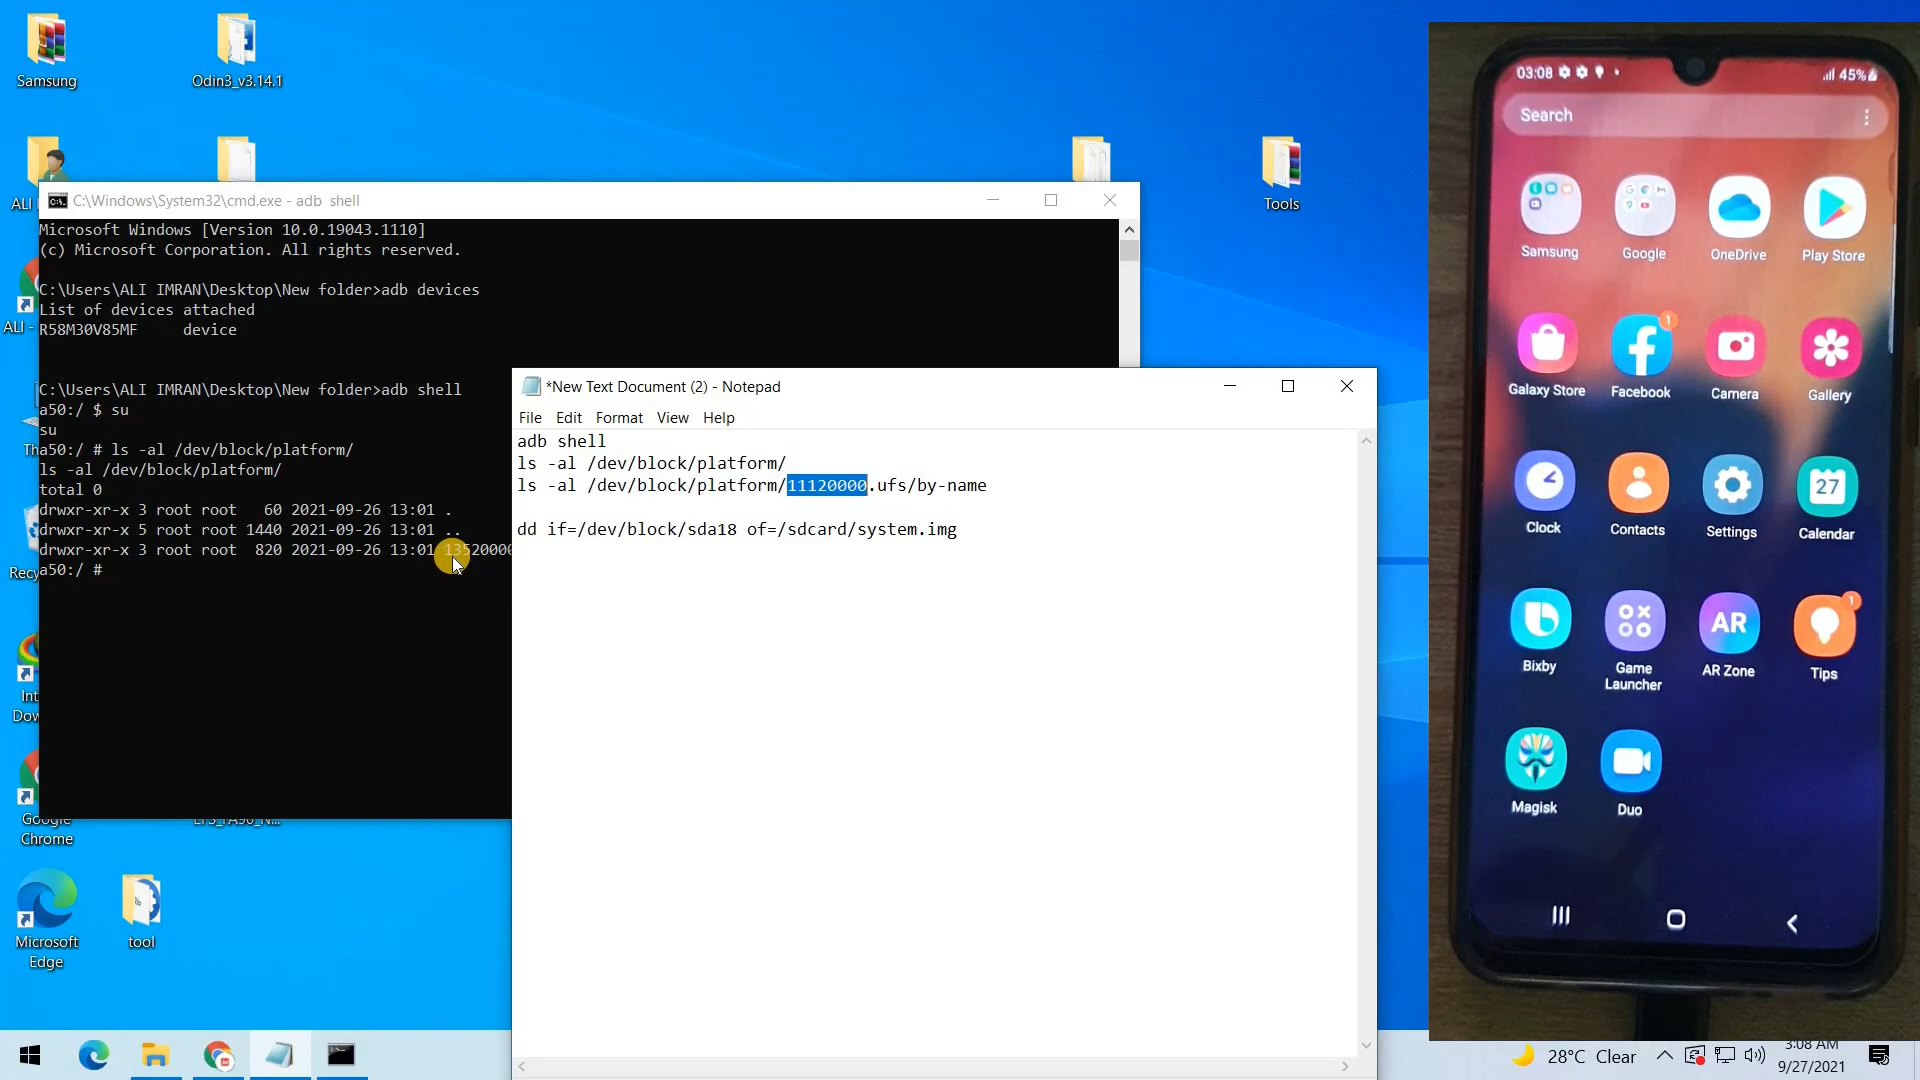 Samsung
Odin3_v3.14.1
ALI
Tools
C:\Windows\System32\cmd.exe - adb  shell
Microsoft Windows [Version 10.0.19043.1110]
(c) Microsoft Corporation. All rights reserved.
C:\Users\ALI IMRAN\Desktop\New folder>adb devices
List of devices attached
R58M30V85MF     device
C:\Users\ALI IMRAN\Desktop\New folder>adb shell
a50:/ $ su
su
a50:/ # ls -al /dev/block/platform/
ls -al /dev/block/platform/
total 0
drwxr-xr-x 3 root root   60 2021-09-26 13:01 .
drwxr-xr-x 5 root root 1440 2021-09-26 13:01 ..
drwxr-xr-x 3 root root  820 2021-09-26 13:01 13520000
a50:/ #
ALI -
Th
Recy
Int
Dow
Google
Chrome
Microsoft
Edge
tool
*New Text Document (2) - Notepad
File Edit Format View Help
adb shell
ls -al /dev/block/platform/
ls -al /dev/block/platform/11120000.ufs/by-name
dd if=/dev/block/sda18 of=/sdcard/system.img
03:08
45%
Search
Samsung
Google
OneDrive
Play Store
Galaxy Store
1
Facebook
Camera
Gallery
Clock
Contacts
Settings
27
Calendar
Bixby
Game
Launcher
AR
AR Zone
1
Tips
Magisk
Duo
28°C Clear
3:08 AM
9/27/2021